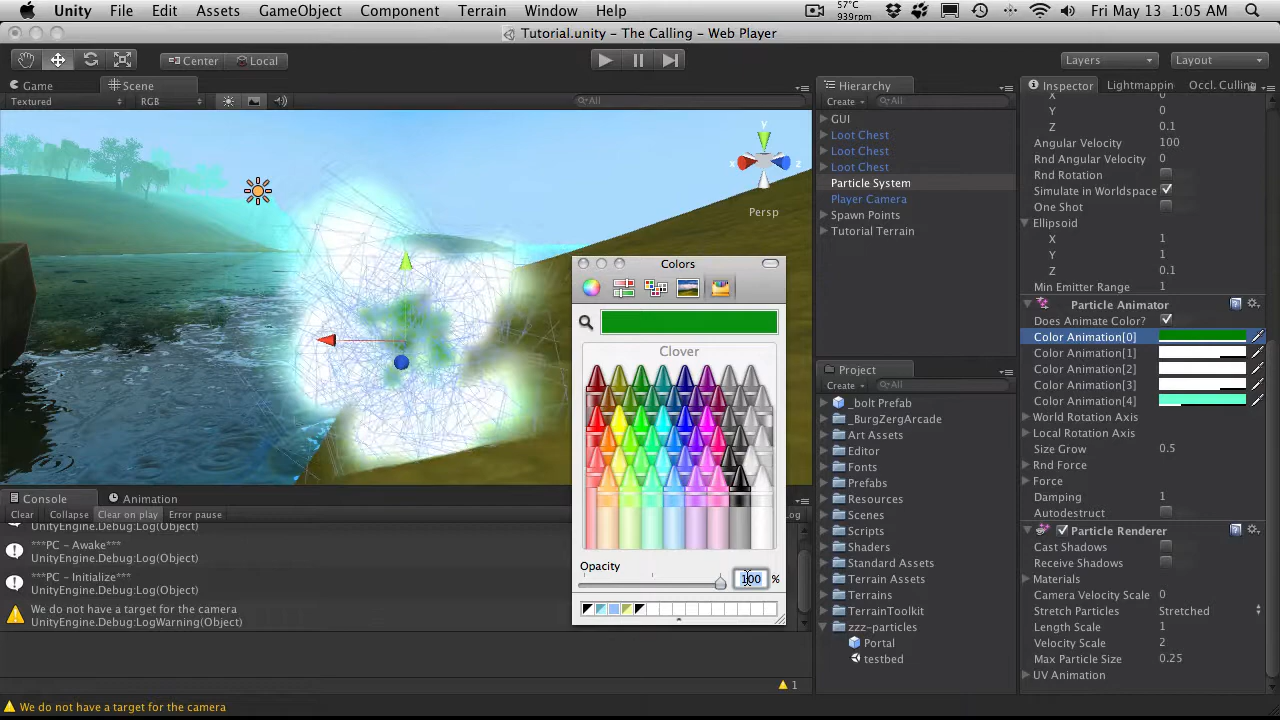 Unity File Edit Assets GameObject Component Terrain Window Help 57°C 939rpm Fri May 13 1:05 AM
Tutorial.unity - The Calling - Web Player
Center Local Layers Layout
Game Scene
Textured RGB All
y
x z
Persp
Hierarchy
Create All
GUI
Loot Chest
Loot Chest
Loot Chest
Particle System
Player Camera
Spawn Points
Tutorial Terrain
Project
Create All
_bolt Prefab
_BurgZergArcade
Art Assets
Editor
Fonts
Prefabs
Resources
Scenes
Scripts
Shaders
Standard Assets
Terrain Assets
Terrains
TerrainToolkit
zzz-particles
Portal
testbed
Inspector Lightmappin Occl. Culling
X 0
Y 0
Z 0.1
Angular Velocity 100
Rnd Angular Velocity 0
Rnd Rotation
Simulate in Worldspace
One Shot
Ellipsoid
X 1
Y 1
Z 0.1
Min Emitter Range 1
Particle Animator
Does Animate Color?
Color Animation[0]
Color Animation[1]
Color Animation[2]
Color Animation[3]
Color Animation[4]
World Rotation Axis
Local Rotation Axis
Size Grow 0.5
Rnd Force
Force
Damping 1
Autodestruct
Particle Renderer
Cast Shadows
Receive Shadows
Materials
Camera Velocity Scale 0
Stretch Particles Stretched
Length Scale 1
Velocity Scale 2
Max Particle Size 0.25
UV Animation
Colors
Clover
Opacity
100 %
Console Animation
Clear Collapse Clear on play Error pause Log
UnityEngine.Debug:Log(Object)
***PC - Awake***
UnityEngine.Debug:Log(Object)
***PC - Initialize***
UnityEngine.Debug:Log(Object)
We do not have a target for the camera
UnityEngine.Debug:LogWarning(Object)
1
We do not have a target for the camera